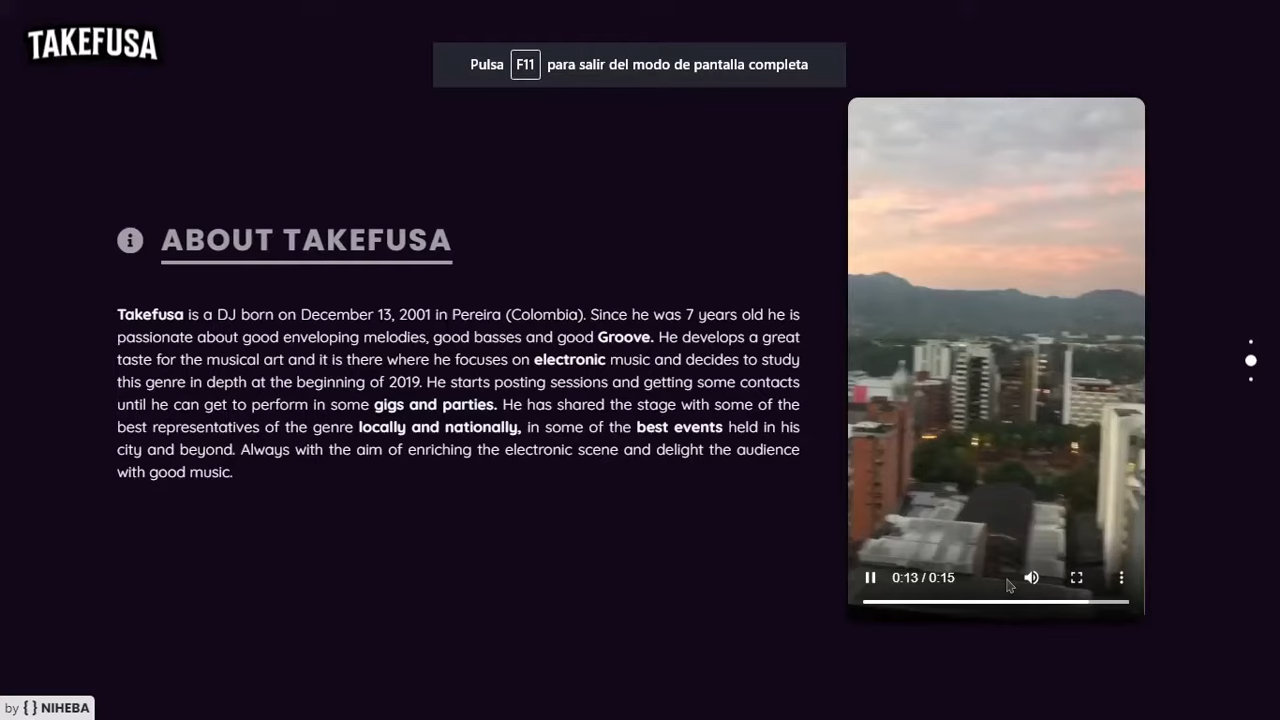 TAKEFUSA
Pulsa F11 para salir del modo de pantalla completa
ABOUT TAKEFUSA
Takefusa is a DJ born on December 13, 2001 in Pereira (Colombia). Since he was 7 years old he is
passionate about good enveloping melodies, good basses and good Groove. He develops a great
taste for the musical art and it is there where he focuses on electronic music and decides to study
this genre in depth at the beginning of 2019. He starts posting sessions and getting some contacts
until he can get to perform in some gigs and parties. He has shared the stage with some of the
best representatives of the genre locally and nationally, in some of the best events held in his
city and beyond. Always with the aim of enriching the electronic scene and delight the audience
with good music.
0:13 / 0:15
by { } NIHEBA